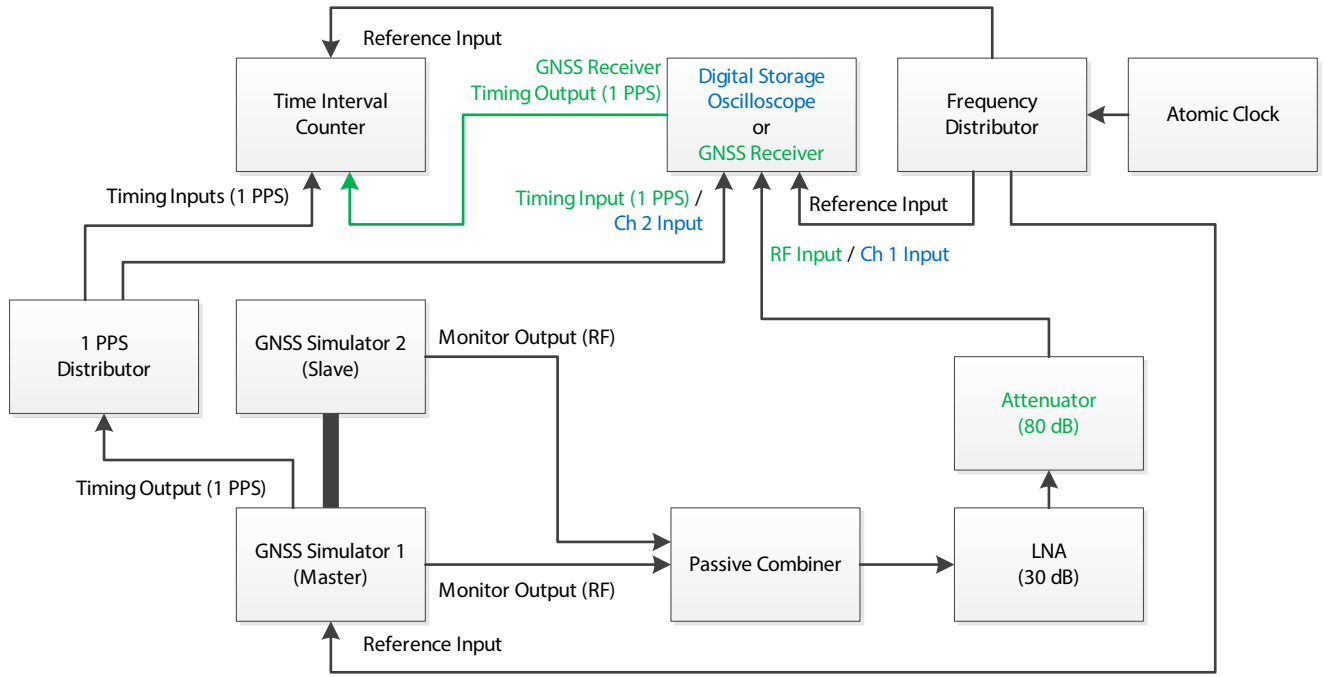 Reference Input
GNSS Receiver
Timing Output (1 PPS)
Time Interval
Counter
Digital Storage
Oscilloscope
or
GNSS Receiver
Frequency
Distributor
Atomic Clock
Timing Inputs (1 PPS)
Timing Input (1 PPS) /
Ch 2 Input
Reference Input
RF Input / Ch 1 Input
1 PPS
Distributor
GNSS Simulator 2
(Slave)
Monitor Output (RF)
Attenuator
(80 dB)
Timing Output (1 PPS)
GNSS Simulator 1
(Master)
Monitor Output (RF)
Passive Combiner
LNA
(30 dB)
Reference Input